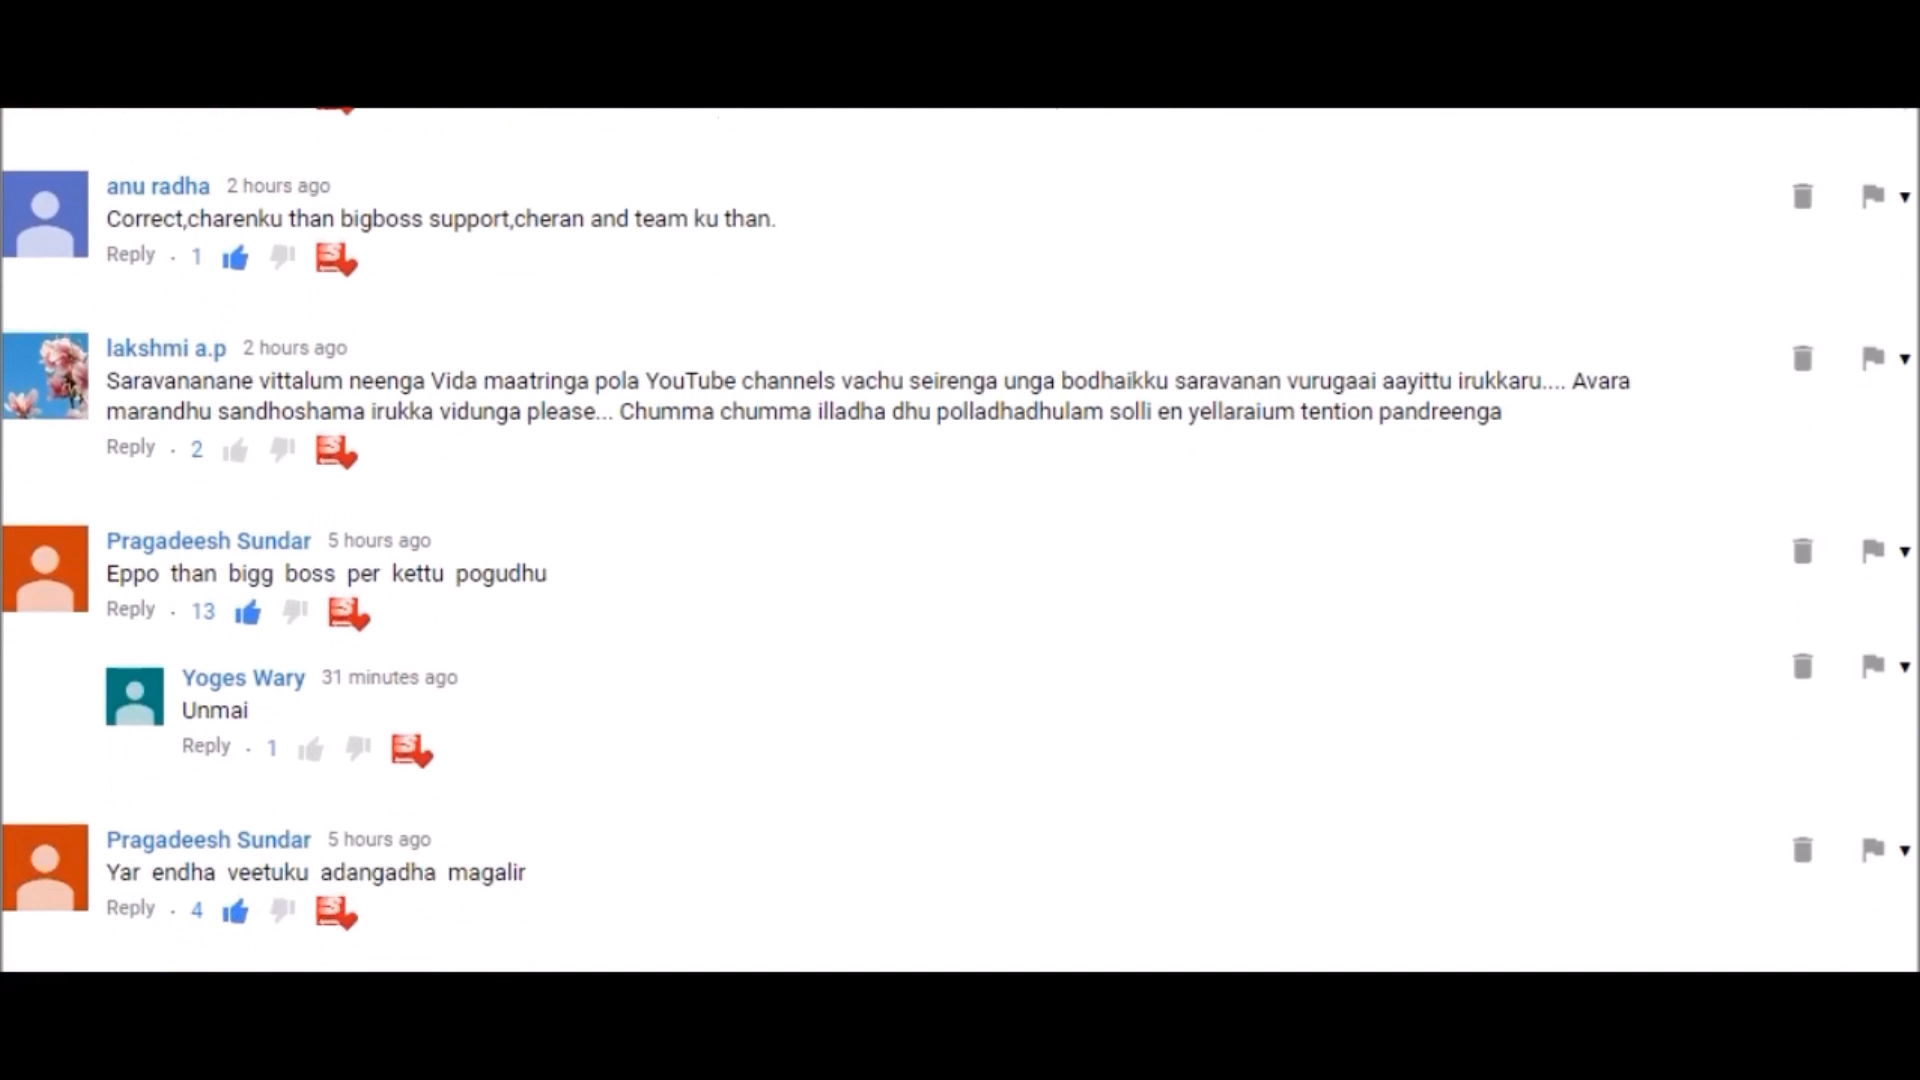 anu radha 2 hours ago
Correct,charenku than bigboss support,cheran and team ku than.
Reply . 1
lakshmi a.p 2 hours ago
Saravananane vittalum neenga Vida maatringa pola YouTube channels vachu seirenga unga bodhaikku saravanan vurugaai aayittu irukkaru.... Avara
marandhu sandhoshama irukka vidunga please... Chumma chumma illadha dhu polladhadhulam solli en yellaraium tention pandreenga
Reply . 2
Pragadeesh Sundar 5 hours ago
Eppo than bigg boss per kettu pogudhu
Reply . 13
Yoges Wary 31 minutes ago
Unmai
Reply . 1
Pragadeesh Sundar 5 hours ago
Yar endha veetuku adangadha magalir
Reply . 4